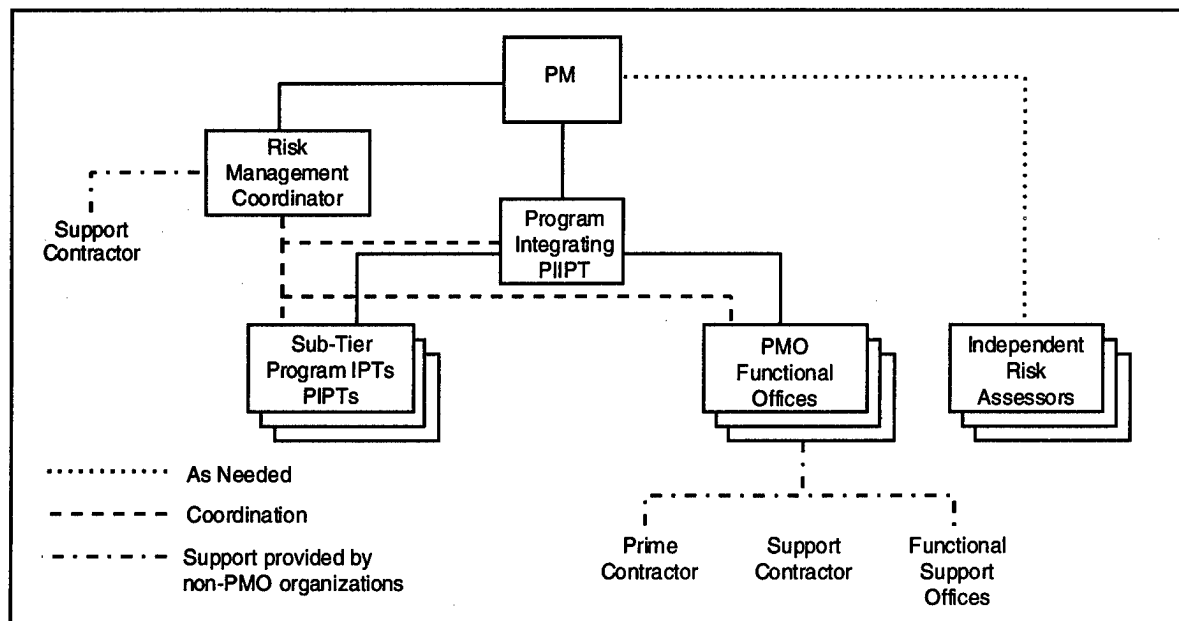 PM
Risk
Management
Coordinator
Support
Contractor
Program
Integrating
PIIPT
Sub-Tier
Program IPTs
PIPTs
PMO
Functional
Offices
Independent
Risk
Assessors
As Needed
Coordination
Support provided by
non-PMO organizations
Prime
Contractor
Support
Contractor
Functional
Support
Offices